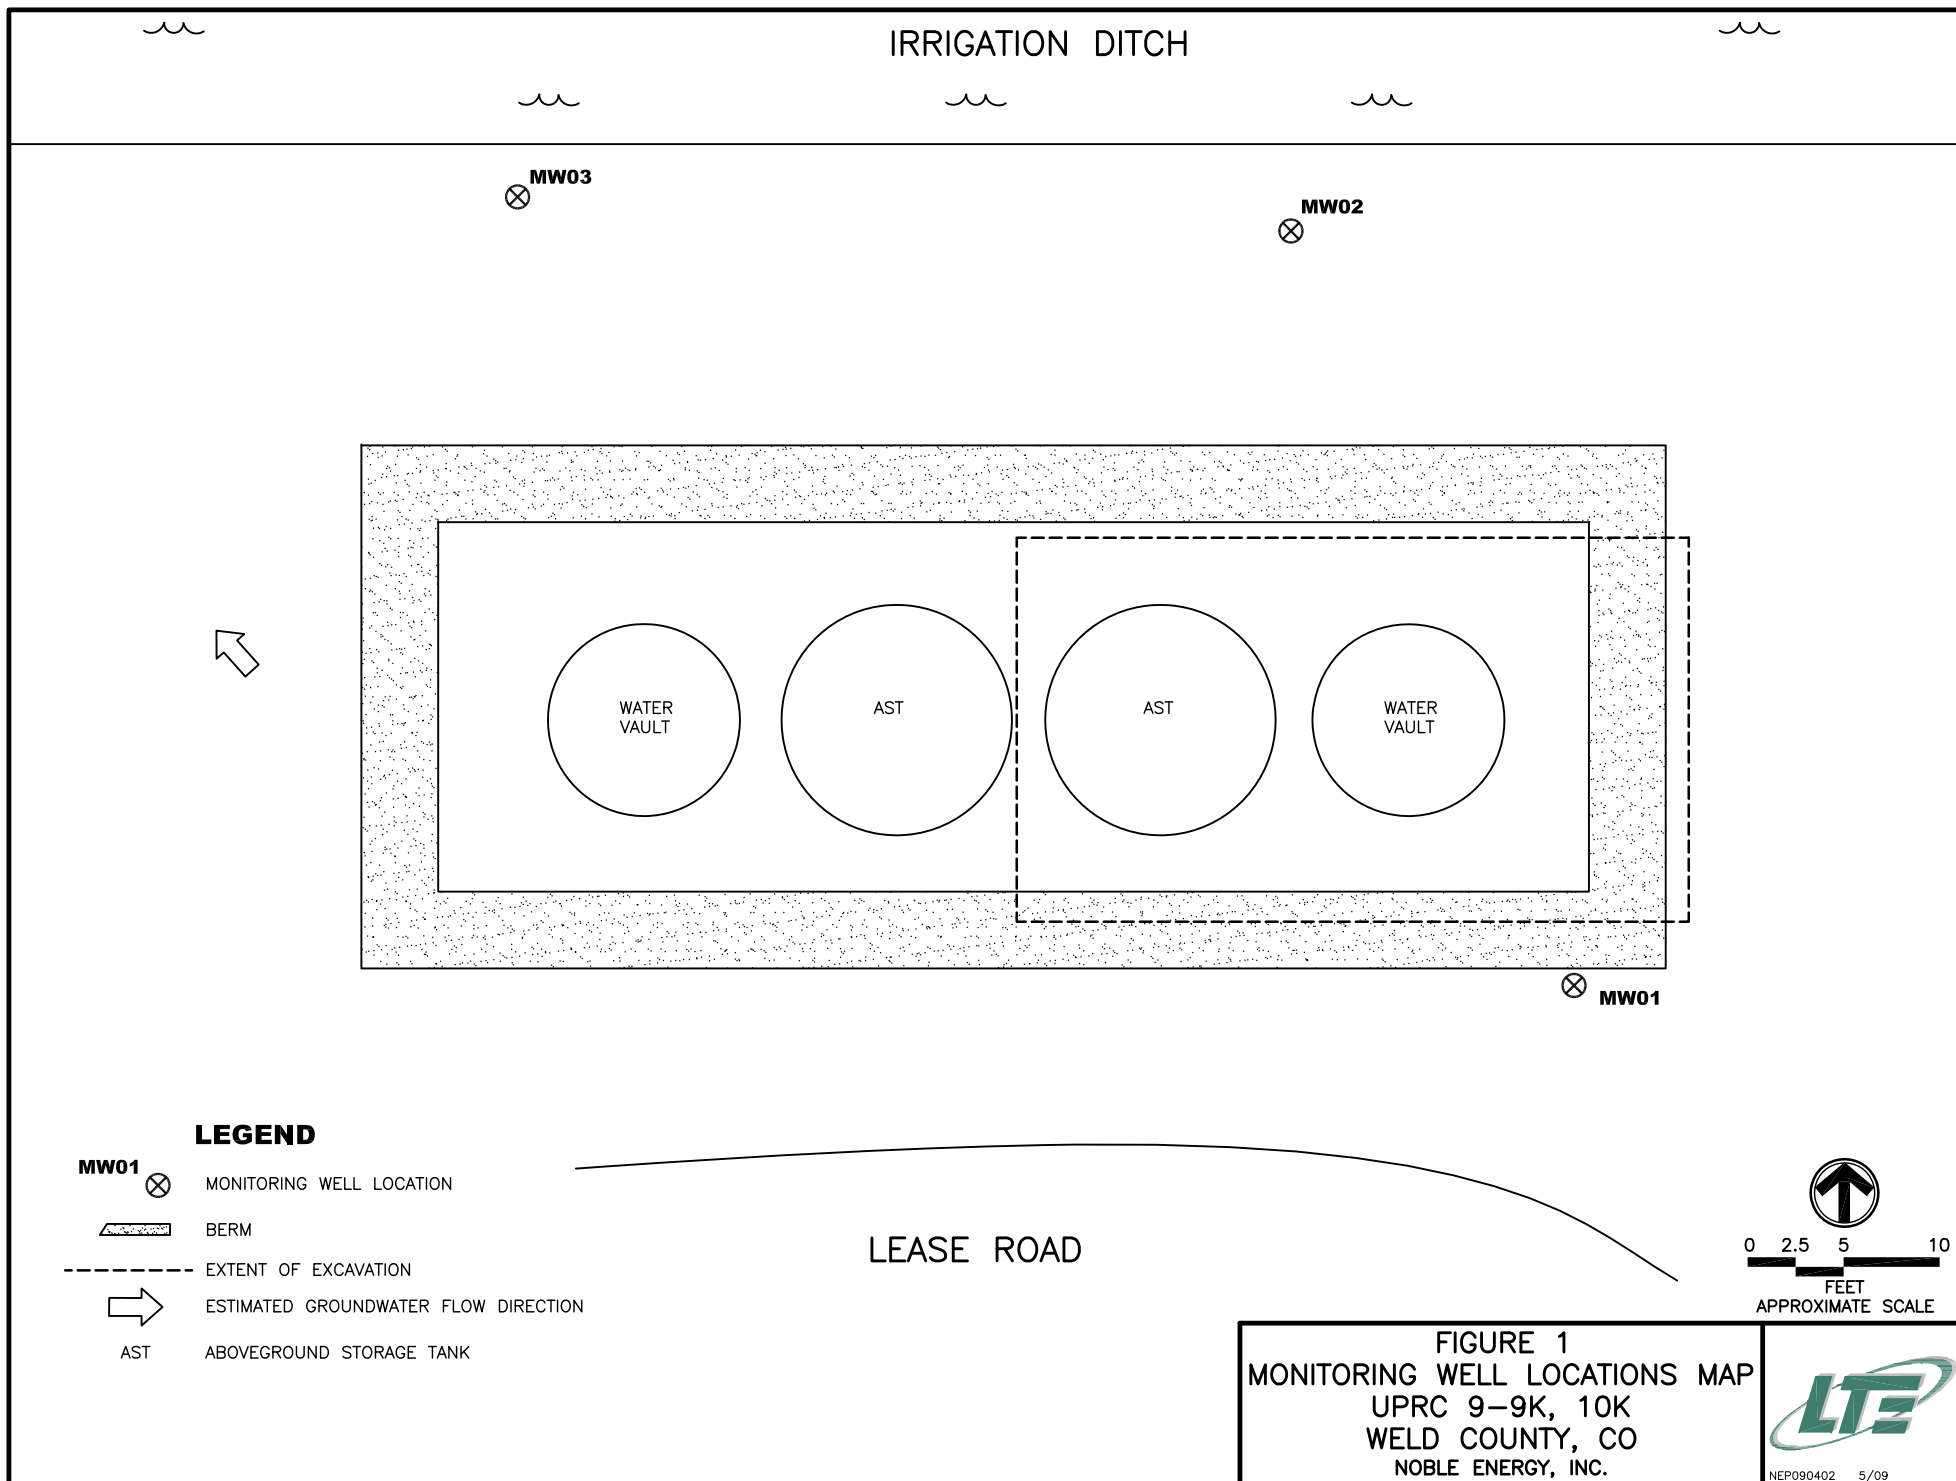 IRRIGATION DITCH
MW03
MW02
WATER
VAULT
AST
AST
WATER
VAULT
MW01
LEGEND
MW01
MONITORING WELL LOCATION
BERM
EXTENT OF EXCAVATION
ESTIMATED GROUNDWATER FLOW DIRECTION
AST ABOVEGROUND STORAGE TANK
LEASE ROAD
0 2.5 5 10
FEET
APPROXIMATE SCALE
FIGURE 1
MONITORING WELL LOCATIONS MAP
UPRC 9-9K, 10K
WELD COUNTY, CO
NOBLE ENERGY, INC.
LTE
NEP090402 5/09